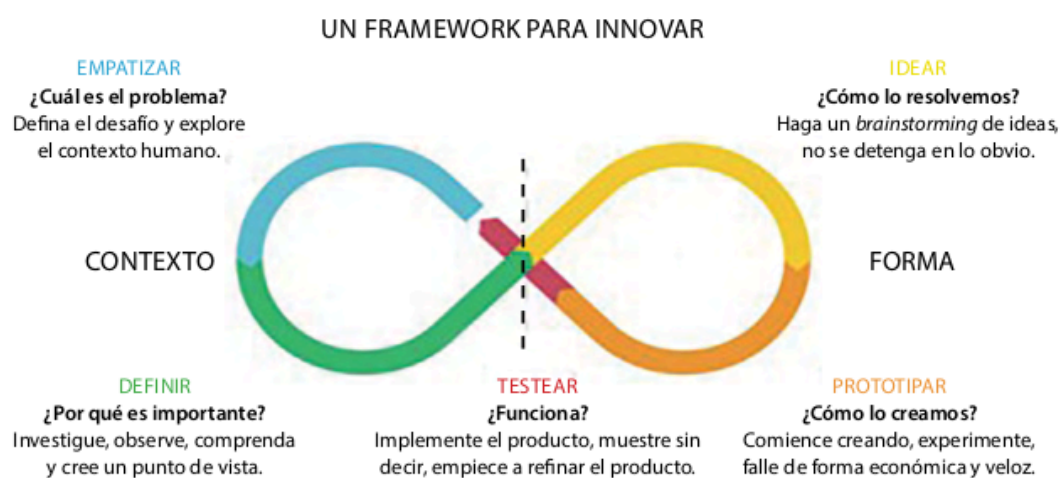 UN FRAMEWORK PARA INNOVAR
EMPATIZAR
¿Cuál es el problema?
Defina el desafío y explore
el contexto humano.
IDEAR
¿Cómo lo resolvemos?
Haga un brainstorming de ideas,
no se detenga en lo obvio.
CONTEXTO
FORMA
DEFINIR
¿Por qué es importante?
Investigue, observe, comprenda
y cree un punto de vista.
TESTEAR
¿Funciona?
Implemente el producto, muestre sin
decir, empiece a refinar el producto.
PROTOTIPAR
¿Cómo lo creamos?
Comience creando, experimente,
falle de forma económica y veloz.